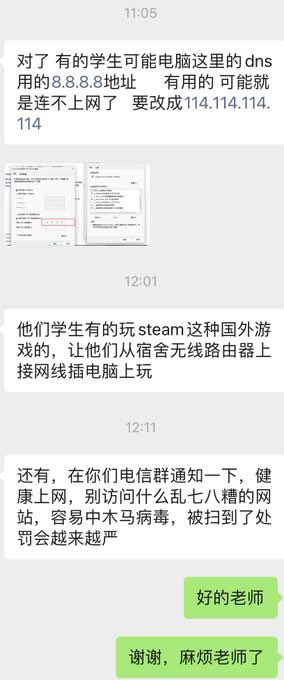 11:05
对了 有的学生可能电脑这里的dns
用的8.8.8.8地址 有用的 可能就
是连不上网了 要改成114.114.114.
114
12:01
他们学生有的玩steam这种国外游
戏的，让他们从宿舍无线路由器上
接网线插电脑上玩
12:11
还有，在你们电信群通知一下，健
康上网，别访问什么乱七八糟的网
站，容易中木马病毒，被扫到了处
罚会越来越严
好的老师
谢谢，麻烦老师了